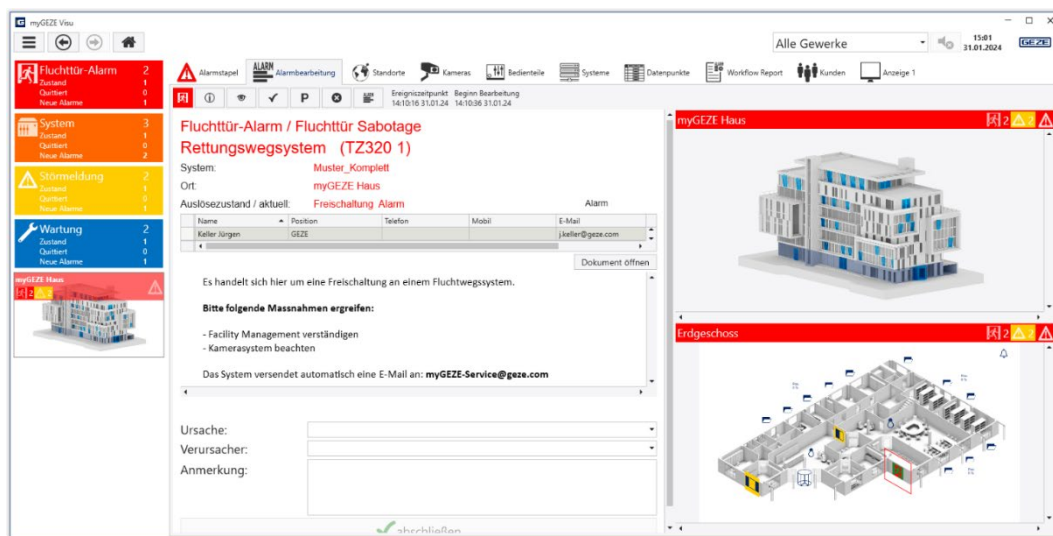 G myGEZE Visu
Alle Gewerke
15:01
31.01.2024
GEZE
Fluchttür-Alarm 2
Zustand 1
Quittiert 0
Neue Alarme 1
System 3
Zustand 1
Quittiert 0
Neue Alarme 2
Störmeldung 2
Zustand 1
Quittiert 0
Neue Alarme 1
Wartung 2
Zustand 1
Quittiert 0
Neue Alarme 1
myGEZE Haus
2 2
Alarmstapel
ALARM
Alarmbearbeitung
Standorte
Kameras
Bedienteile
Systeme
Datenpunkte
Workflow Report
Kunden
Anzeige 1
P
Ereigniszeitpunkt Beginn Bearbeitung
14:10:16 31.01.24 14:10:36 31.01.24
Fluchttür-Alarm / Fluchttür Sabotage
Rettungswegsystem (TZ320 1)
System: Muster_Komplett
Ort: myGEZE Haus
Auslösezustand / aktuell: Freischaltung Alarm Alarm
Name Position Telefon Mobil E-Mail
Keller Jürgen GEZE j.keller@geze.com
Dokument öffnen
Es handelt sich hier um eine Freischaltung an einem Fluchtwegssystem.
Bitte folgende Massnahmen ergreifen:
- Facility Management verständigen
- Kamerasystem beachten
Das System versendet automatisch eine E-Mail an: myGEZE-Service@geze.com
Ursache:
Verursacher:
Anmerkung:
abschließen
myGEZE Haus 2 2
Erdgeschoss 2 2